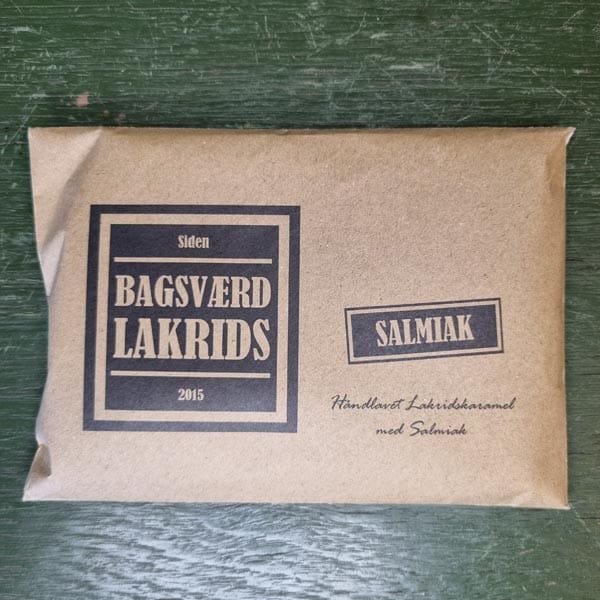 Siden
BAGSVÆRD
LAKRIDS
2015
SALMIAK
Håndlavet Lakridskaramel
med Salmiak